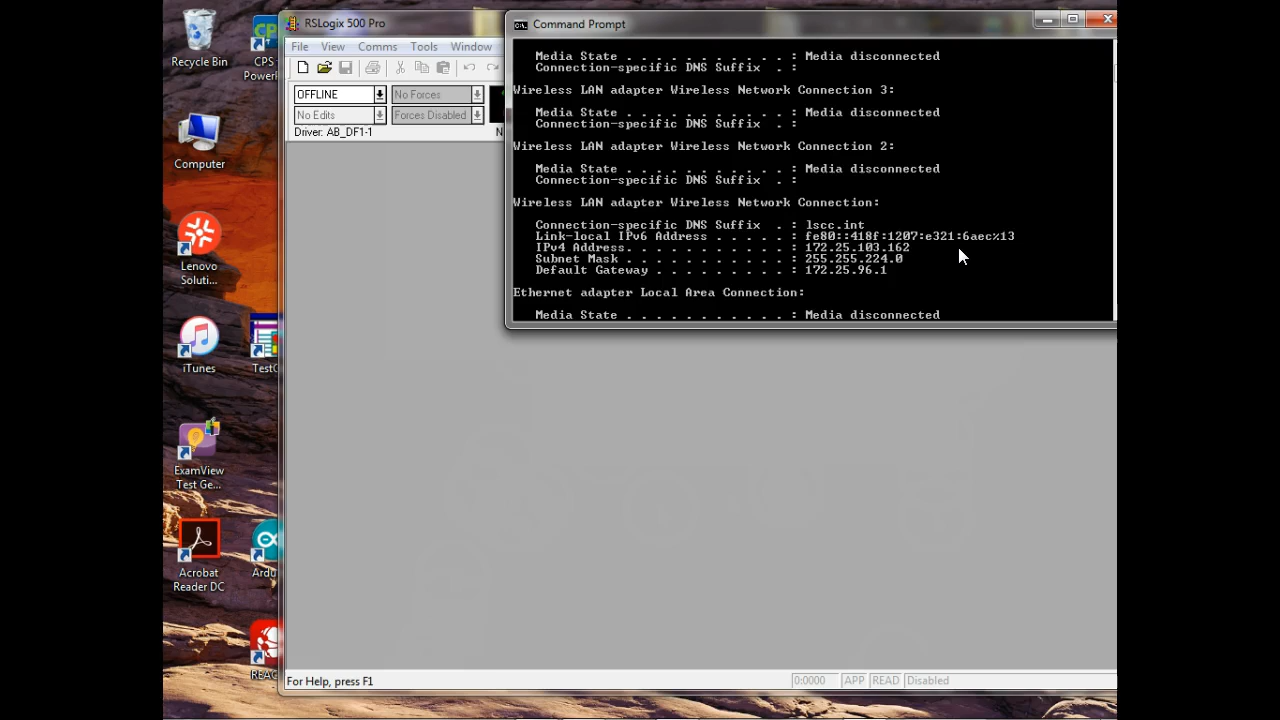 Recycle Bin
CPS
PowerL
Computer
Lenovo
Soluti...
iTunes
TestG
ExamView
Test Ge...
Acrobat
Reader DC
Ardu
REAC
RSLogix 500 Pro
File View Comms Tools Window
OFFLINE No Forces
No Edits Forces Disabled
Driver: AB_DF1-1 N
C:\.
Command Prompt
Media State . . . . . . . . . . . : Media disconnected
Connection-specific DNS Suffix . :
Wireless LAN adapter Wireless Network Connection 3:
Media State . . . . . . . . . . . : Media disconnected
Connection-specific DNS Suffix . :
Wireless LAN adapter Wireless Network Connection 2:
Media State . . . . . . . . . . . : Media disconnected
Connection-specific DNS Suffix . :
Wireless LAN adapter Wireless Network Connection:
Connection-specific DNS Suffix . : lscc.int
Link-local IPv6 Address . . . . . : fe80::418f:1207:e321:6aec%13
IPv4 Address. . . . . . . . . . . : 172.25.103.162
Subnet Mask . . . . . . . . . . . : 255.255.224.0
Default Gateway . . . . . . . . . : 172.25.96.1
Ethernet adapter Local Area Connection:
Media State . . . . . . . . . . . : Media disconnected
For Help, press F1
0:0000 APP READ Disabled